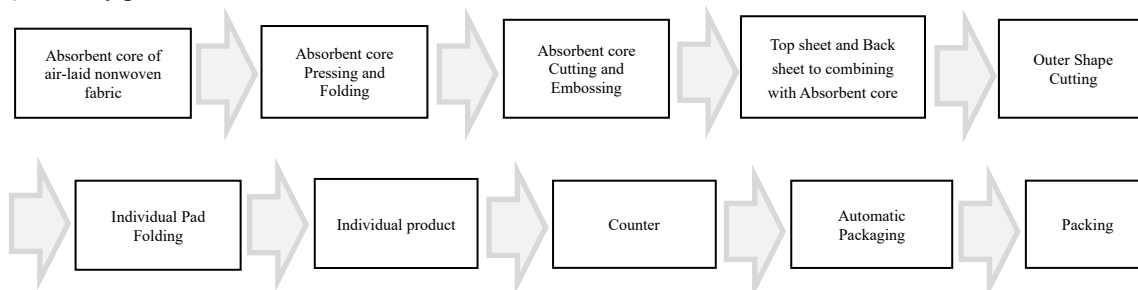 Absorbent core of
air-laid nonwoven
fabric
Absorbent core
Pressing and
Folding
Absorbent core
Cutting and
Embossing
Top sheet and Back
sheet to combining
with Absorbent core
Outer Shape
Cutting
Individual Pad
Folding
Individual product
Counter
Automatic
Packaging
Packing